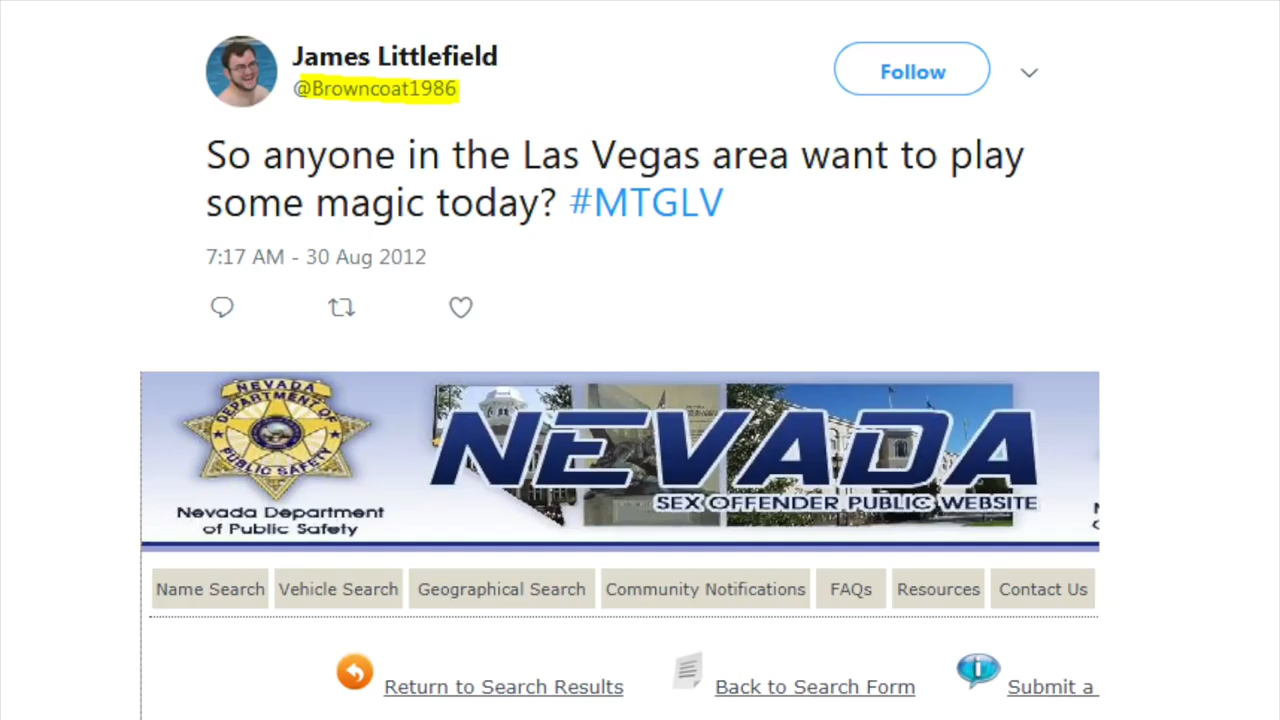 James Littlefield
@Browncoat1986
Follow
So anyone in the Las Vegas area want to play
some magic today? #MTGLV
7:17 AM - 30 Aug 2012
NEVADA
DEPARTMENT OF
PUBLIC SAFETY
Nevada Department
of Public Safety
NEVADA
SEX OFFENDER PUBLIC WEBSITE
Name Search Vehicle Search Geographical Search Community Notifications FAQs Resources Contact Us
Return to Search Results Back to Search Form Submit a